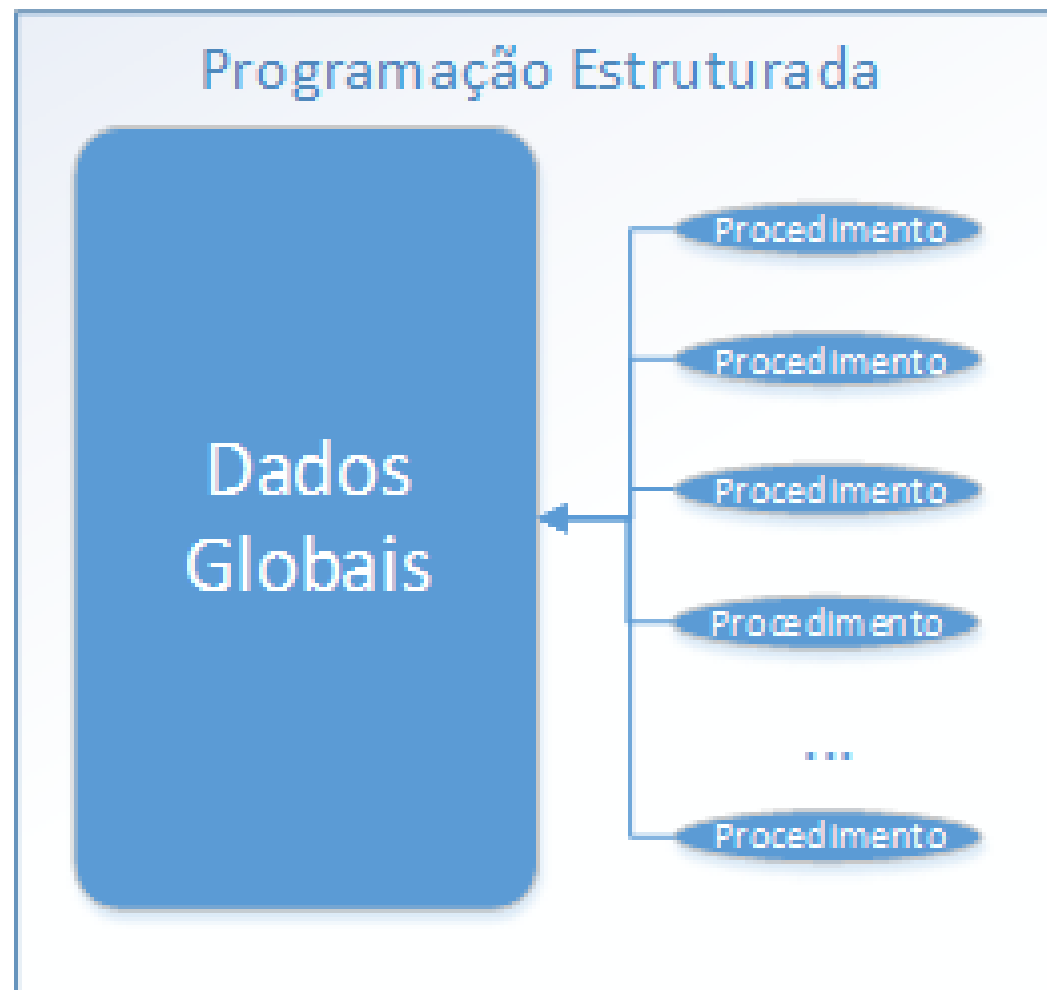 Programação Estruturada
Dados
Globais
Procedimento
Procedimento
Procedimento
Procedimento
...
Procedimento